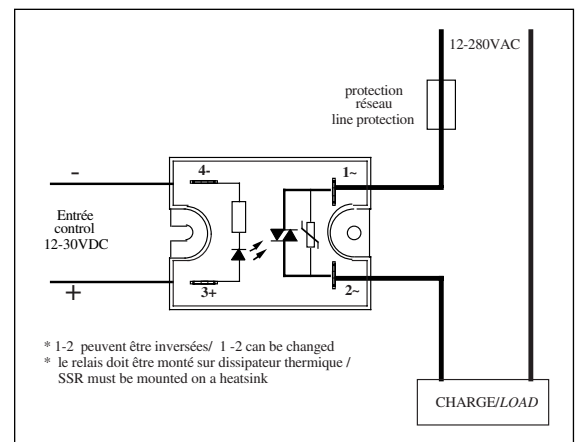 12-280VAC
protection
réseau
line protection
4-
1~
-
Entrée
control
12-30VDC
+
3+
2~
* 1-2 peuvent être inversées/ 1 -2 can be changed
* le relais doit être monté sur dissipateur thermique /
SSR must be mounted on a heatsink
CHARGE/LOAD